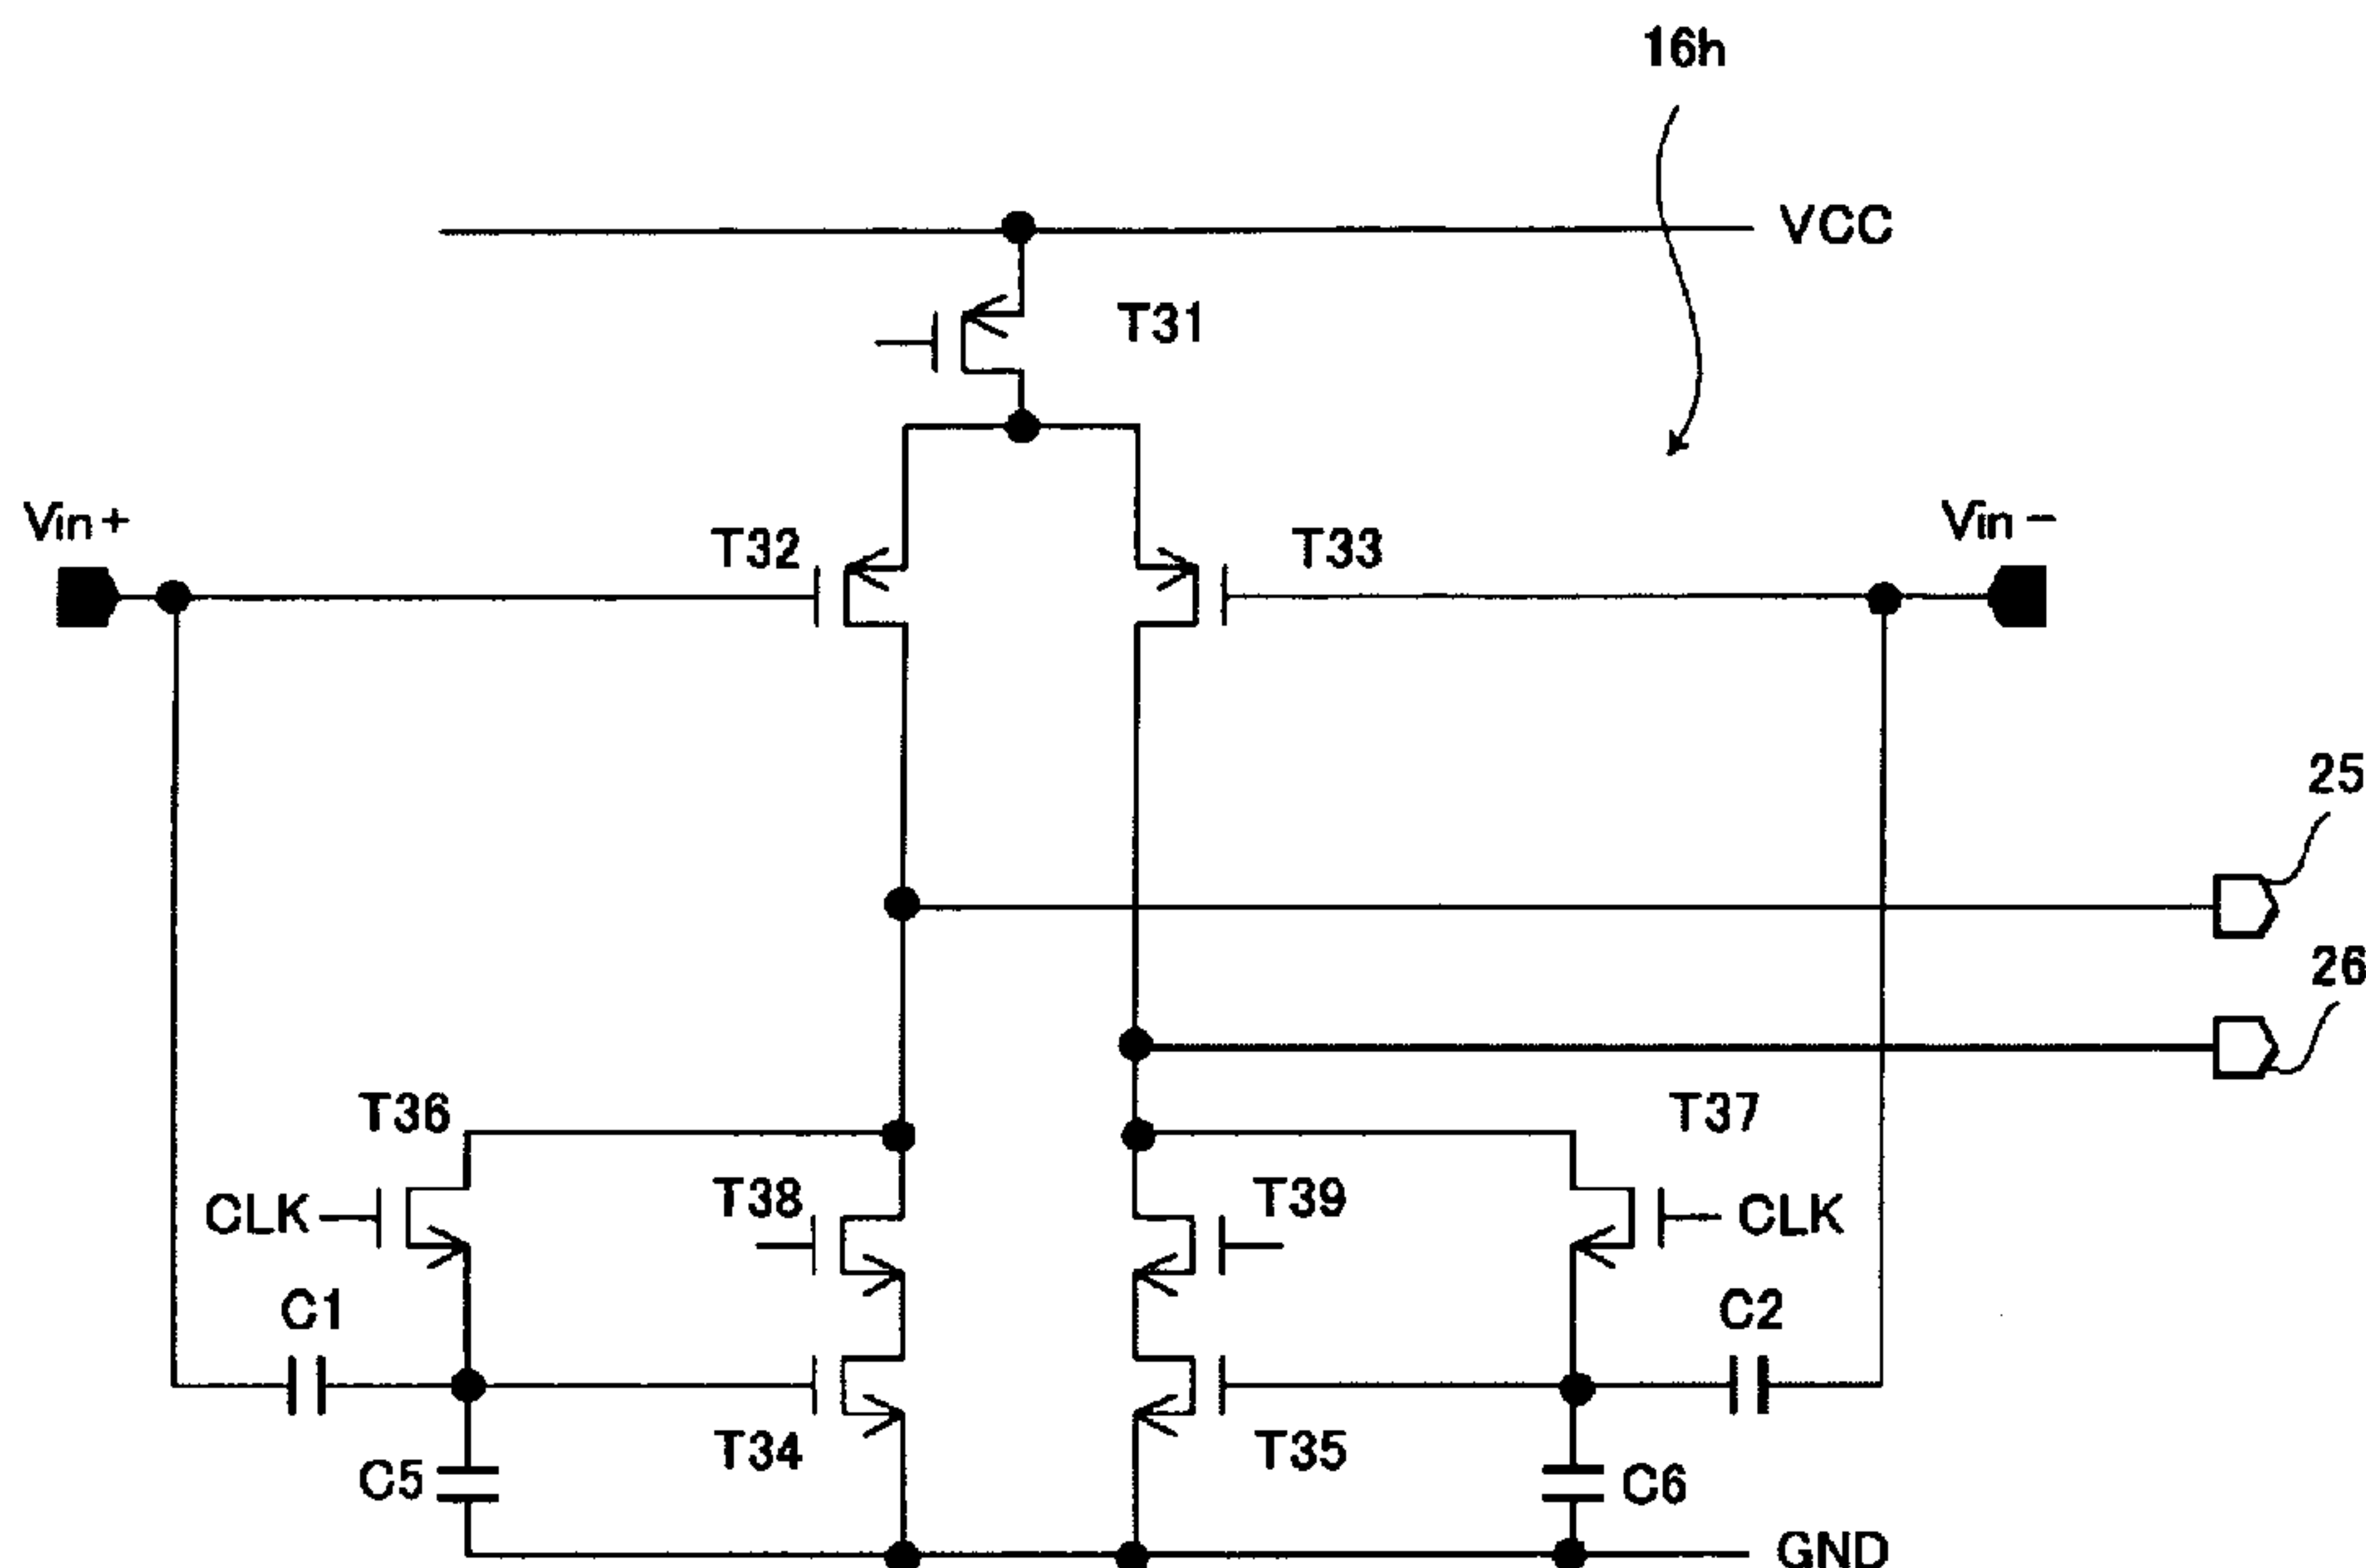 16h
VCC
T31
Vin+
T32
T33
Vin−
25
26
T36
T37
CLK
T38
T39
CLK
C1
C2
C5
T34
T35
C6
GND